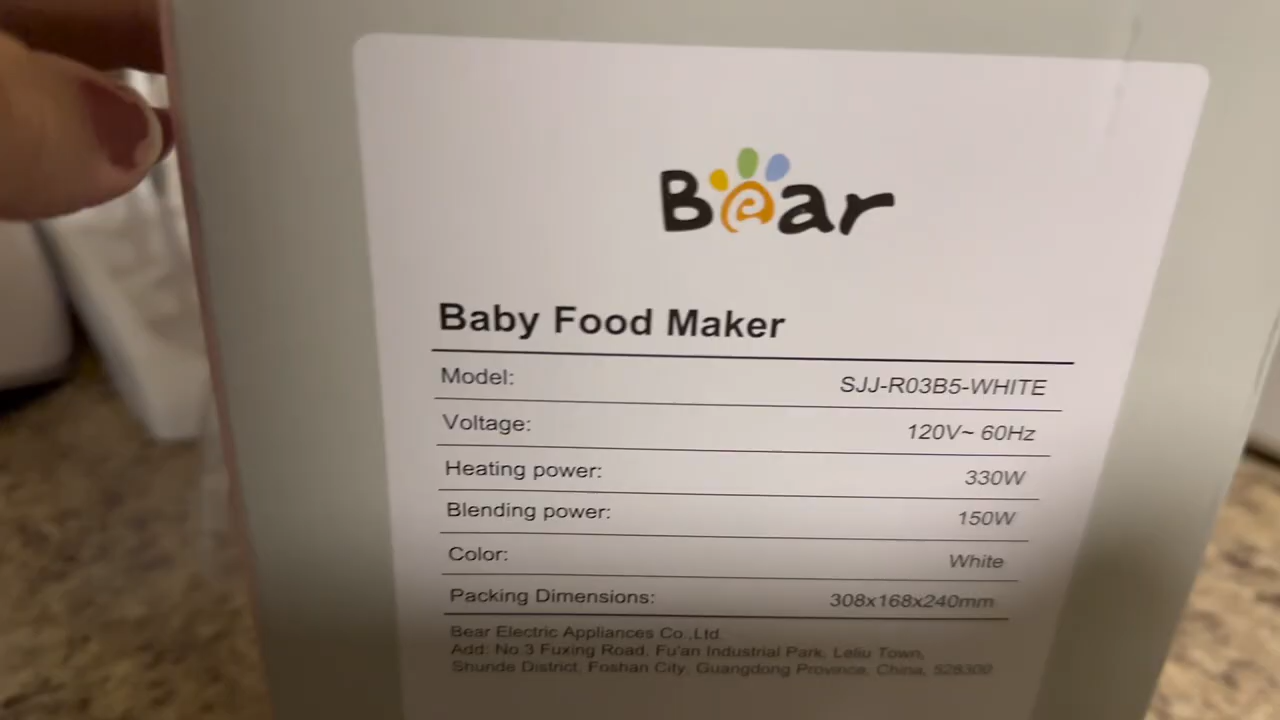 Bear
Baby Food Maker
Model: SJJ-R03B5-WHITE
Voltage: 120V~ 60Hz
Heating power: 330W
Blending power: 150W
Color: White
Packing Dimensions: 308x168x240mm
Bear Electric Appliances Co.,Ltd.
Add: No.3 Fuxing Road, Fu'an Industrial Park, Leliu Town,
Shunde District, Foshan City, Guangdong Province, China, 528300